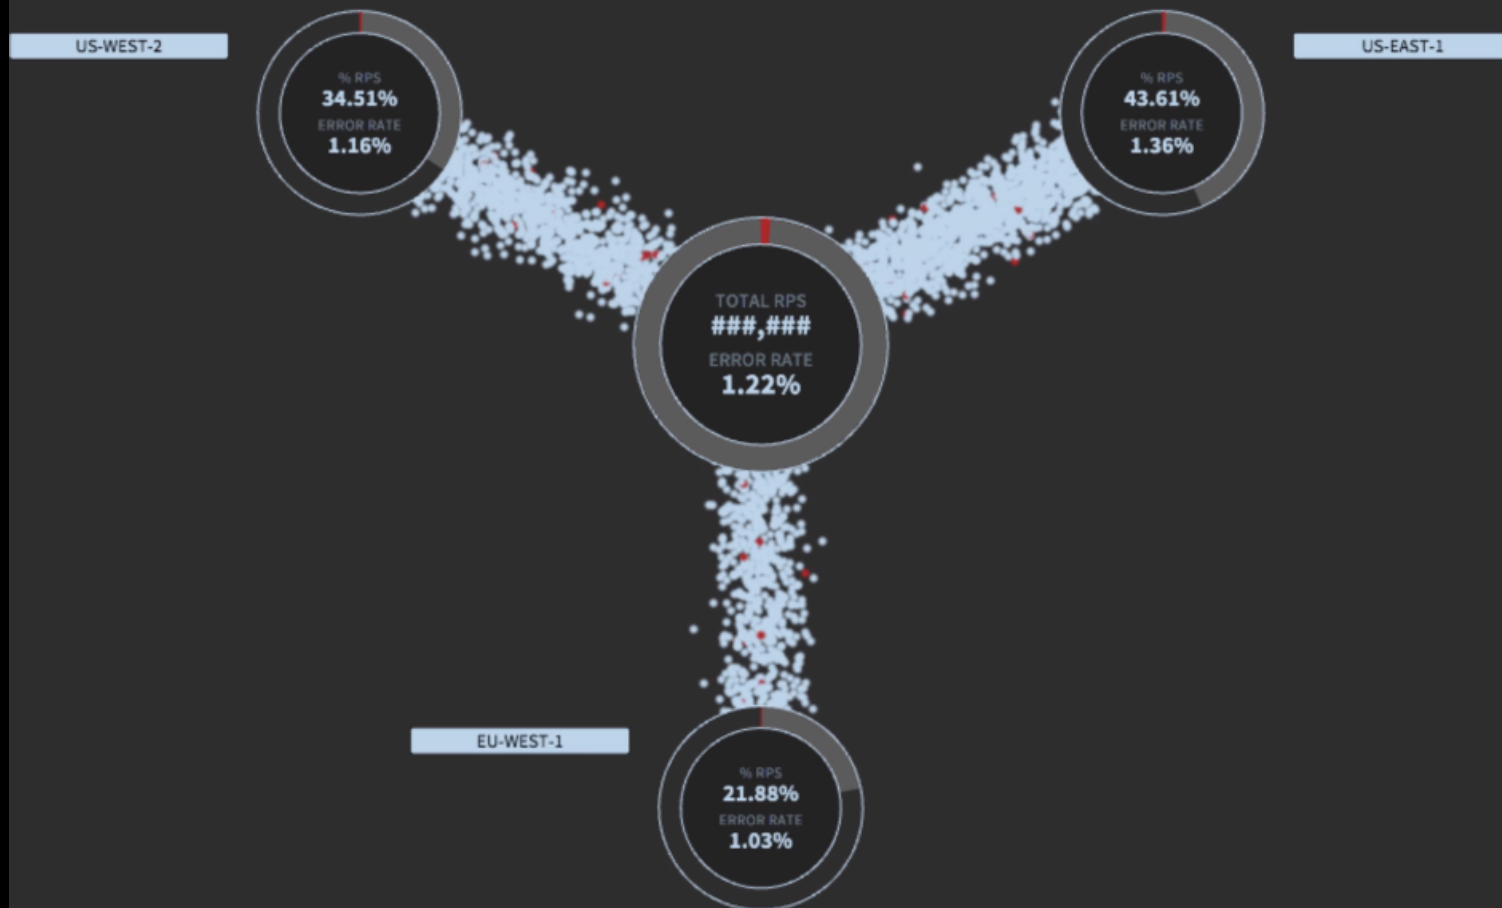 US-WEST-2
% RPS
34.51%
ERROR RATE
1.16%
US-EAST-1
% RPS
43.61%
ERROR RATE
1.36%
TOTAL RPS
###,###
ERROR RATE
1.22%
EU-WEST-1
% RPS
21.88%
ERROR RATE
1.03%